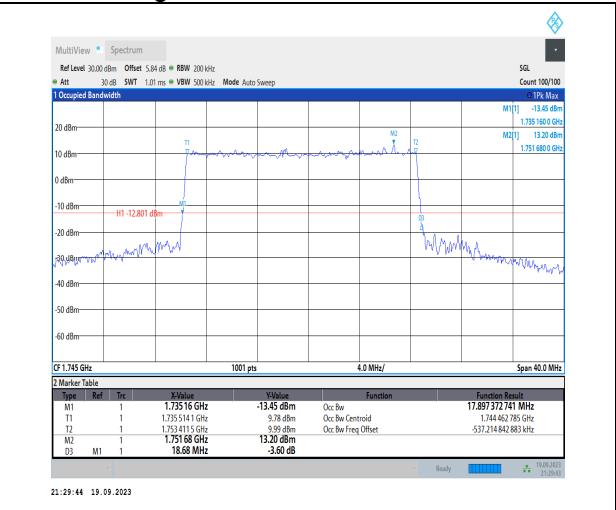 MultiView * Spectrum
Ref Level 30.00 dBm Offset 5.84 dB RBW 200 kHz SGL
Att 30 dB SWT 1.01 ms VBW 500 kHz Mode Auto Sweep Count 100/100
1 Occupied Bandwidth 1Pk Max
M1[1] -13.45 dBm
1.735 160 0 GHz
20 dBm M2[1] 13.20 dBm
M2
T1 T2 1.751 680 0 GHz
10 dBm
0 dBm
-10 dBm M1
H1 -12.801 dBm
D3
-20 dBm
-30 dBm
-40 dBm
-50 dBm
-60 dBm
CF 1.745 GHz 1001 pts 4.0 MHz/ Span 40.0 MHz
2 Marker Table
Type Ref Trc X-Value Y-Value Function Function Result
M1 1 1.735 16 GHz -13.45 dBm Occ Bw 17.897 372 741 MHz
T1 1 1.735 514 1 GHz 9.78 dBm Occ Bw Centroid 1.744 462 785 GHz
T2 1 1.753 411 5 GHz 9.99 dBm Occ Bw Freq Offset -537.214 842 883 kHz
M2 1 1.751 68 GHz 13.20 dBm
D3 M1 1 18.68 MHz -3.60 dB
Ready 19.09.2023
21:29:43
21:29:44 19.09.2023